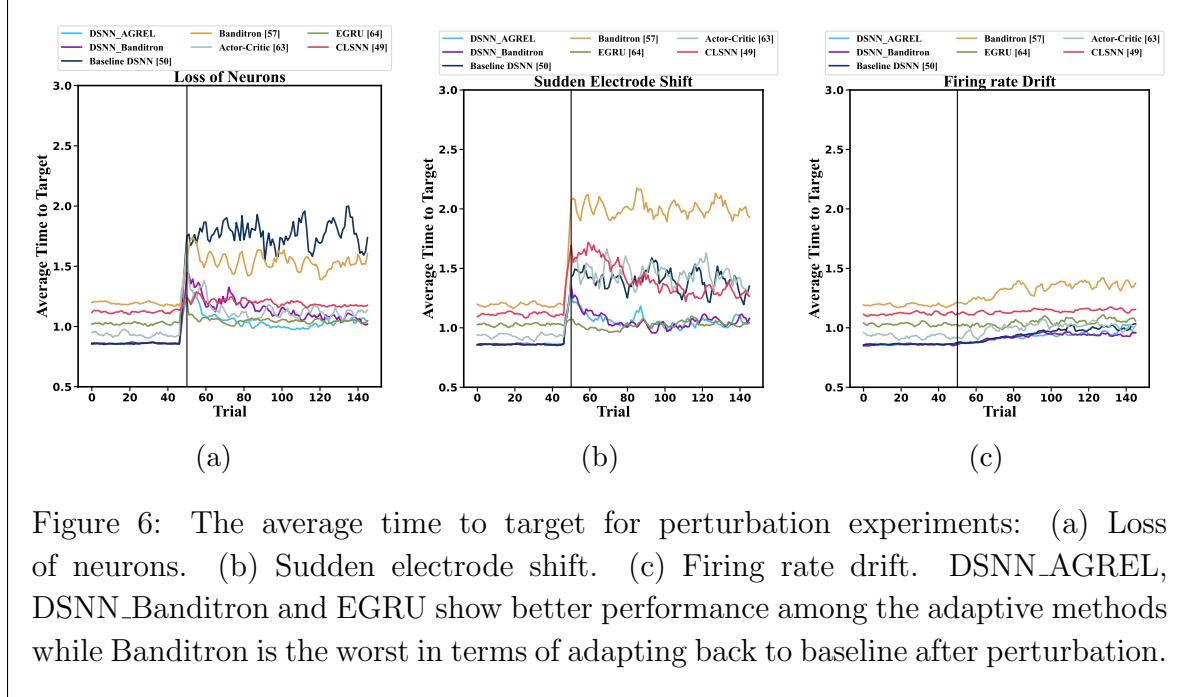 DSNN_AGREL Banditron [57] EGRU [64]
DSNN_Banditron Actor-Critic [63] CLSNN [49]
Baseline DSNN [50]
Loss of Neurons
3.0
2.5
2.0
1.5
1.0
0.5
Average Time to Target
0 20 40 60 80 100 120 140
Trial
(a)
DSNN_AGREL Banditron [57] Actor-Critic [63]
DSNN_Banditron EGRU [64] CLSNN [49]
Baseline DSNN [50]
Sudden Electrode Shift
3.0
2.5
2.0
1.5
1.0
0.5
Average Time to Target
0 20 40 60 80 100 120 140
Trial
(b)
DSNN_AGREL Banditron [57] Actor-Critic [63]
DSNN_Banditron EGRU [64] CLSNN [49]
Baseline DSNN [50]
Firing rate Drift
3.0
2.5
2.0
1.5
1.0
0.5
Average Time to Target
0 20 40 60 80 100 120 140
Trial
(c)
Figure 6: The average time to target for perturbation experiments: (a) Loss
of neurons. (b) Sudden electrode shift. (c) Firing rate drift. DSNN_AGREL,
DSNN_Banditron and EGRU show better performance among the adaptive methods
while Banditron is the worst in terms of adapting back to baseline after perturbation.